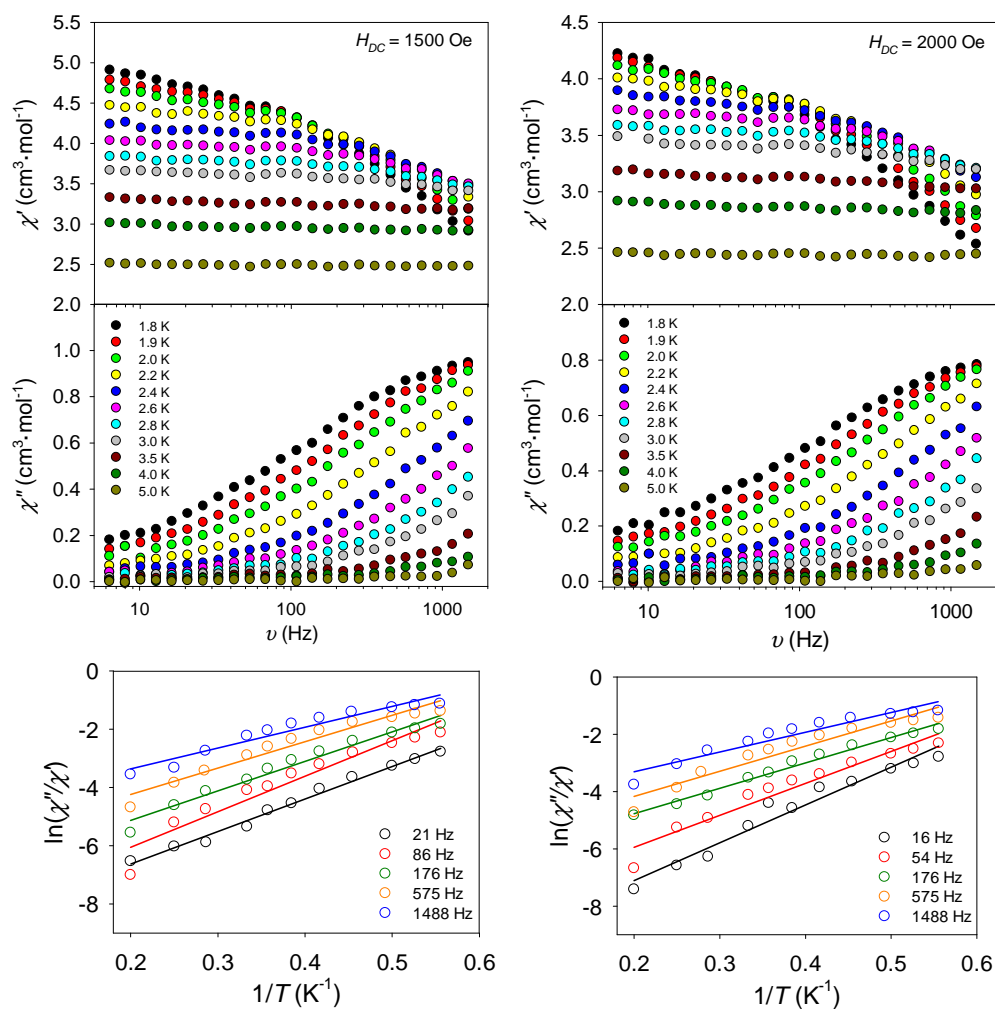 H_DC = 1500 Oe
χ' (cm³·mol⁻¹)
5.5
5.0
4.5
4.0
3.5
3.0
2.5
2.0
H_DC = 2000 Oe
χ' (cm³·mol⁻¹)
4.5
4.0
3.5
3.0
2.5
2.0
χ'' (cm³·mol⁻¹)
1.0
0.8
0.6
0.4
0.2
0.0
1.8 K
1.9 K
2.0 K
2.2 K
2.4 K
2.6 K
2.8 K
3.0 K
3.5 K
4.0 K
5.0 K
10 100 1000
υ (Hz)
χ'' (cm³·mol⁻¹)
0.8
0.6
0.4
0.2
0.0
1.8 K
1.9 K
2.0 K
2.2 K
2.4 K
2.6 K
2.8 K
3.0 K
3.5 K
4.0 K
5.0 K
10 100 1000
υ (Hz)
ln(χ''/χ')
0
-2
-4
-6
-8
21 Hz
86 Hz
176 Hz
575 Hz
1488 Hz
0.2 0.3 0.4 0.5 0.6
1/T (K⁻¹)
ln(χ''/χ')
0
-2
-4
-6
-8
16 Hz
54 Hz
176 Hz
575 Hz
1488 Hz
0.2 0.3 0.4 0.5 0.6
1/T (K⁻¹)